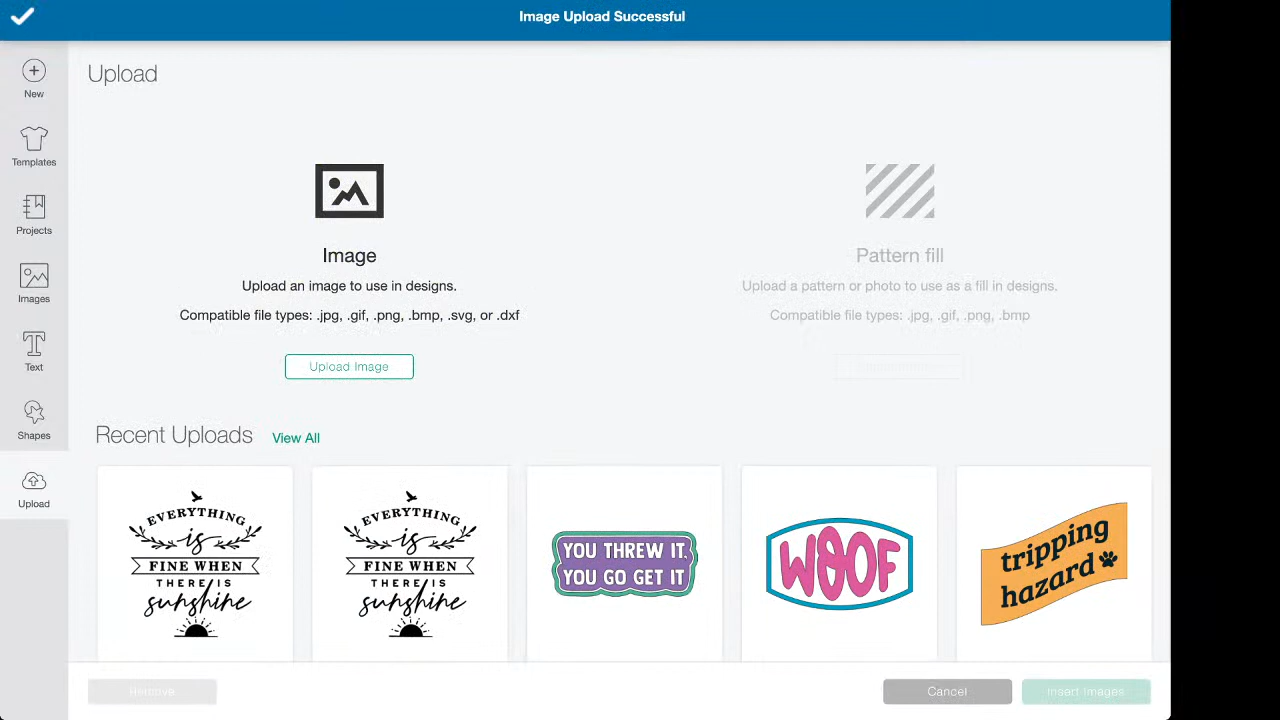 Image Upload Successful
Upload
New
Templates
Projects
Images
Text
Shapes
Upload
Image
Upload an image to use in designs.
Compatible file types: .jpg, .gif, .png, .bmp, .svg, or .dxf
Upload Image
Pattern fill
Upload a pattern or photo to use as a fill in designs.
Compatible file types: .jpg, .gif, .png, .bmp
Recent Uploads
View All
EVERYTHING
is
FINE WHEN
THERE IS
sunshine
EVERYTHING
is
FINE WHEN
THERE IS
sunshine
YOU THREW IT,
YOU GO GET IT
WOOF
tripping
hazard
Remove
Cancel
Insert Images